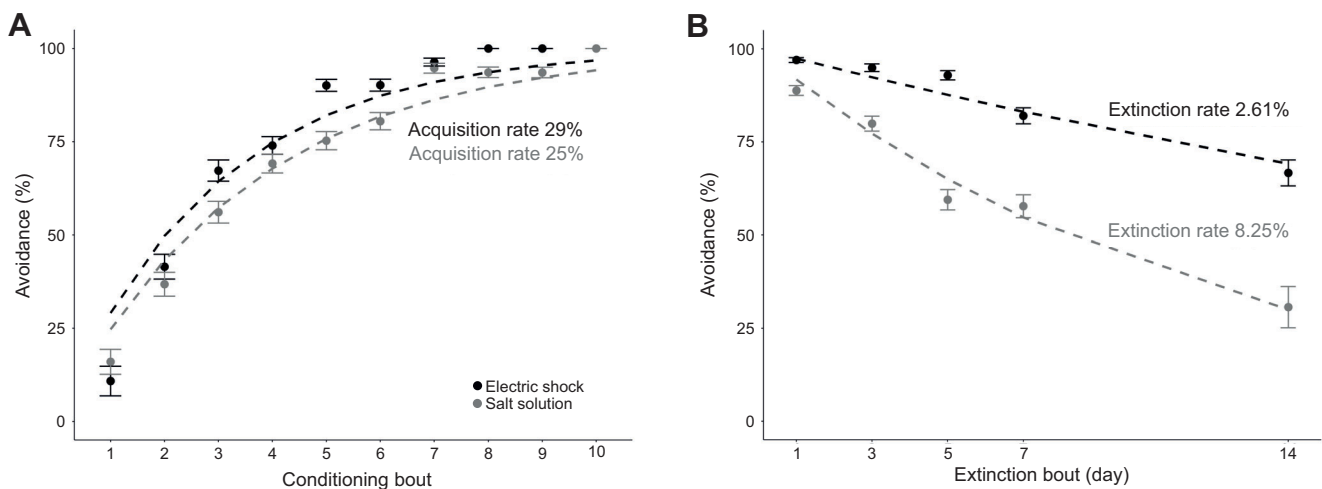 A
Avoidance (%)
100
75
50
25
0
Acquisition rate 29%
Acquisition rate 25%
Electric shock
Salt solution
1 2 3 4 5 6 7 8 9 10
Conditioning bout
B
Avoidance (%)
100
75
50
25
0
Extinction rate 2.61%
Extinction rate 8.25%
1 3 5 7 14
Extinction bout (day)